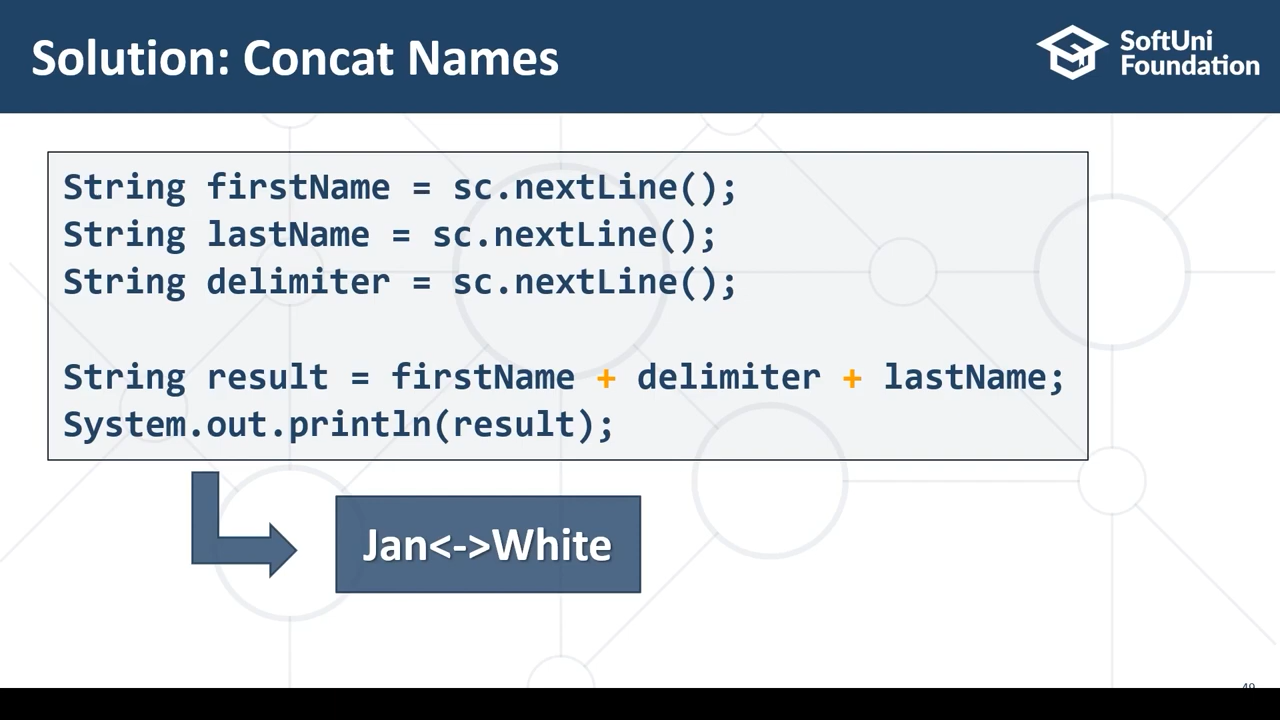 Solution: Concat Names
SoftUni
Foundation
String firstName = sc.nextLine();
String lastName = sc.nextLine();
String delimiter = sc.nextLine();
String result = firstName + delimiter + lastName;
System.out.println(result);
Jan<->White